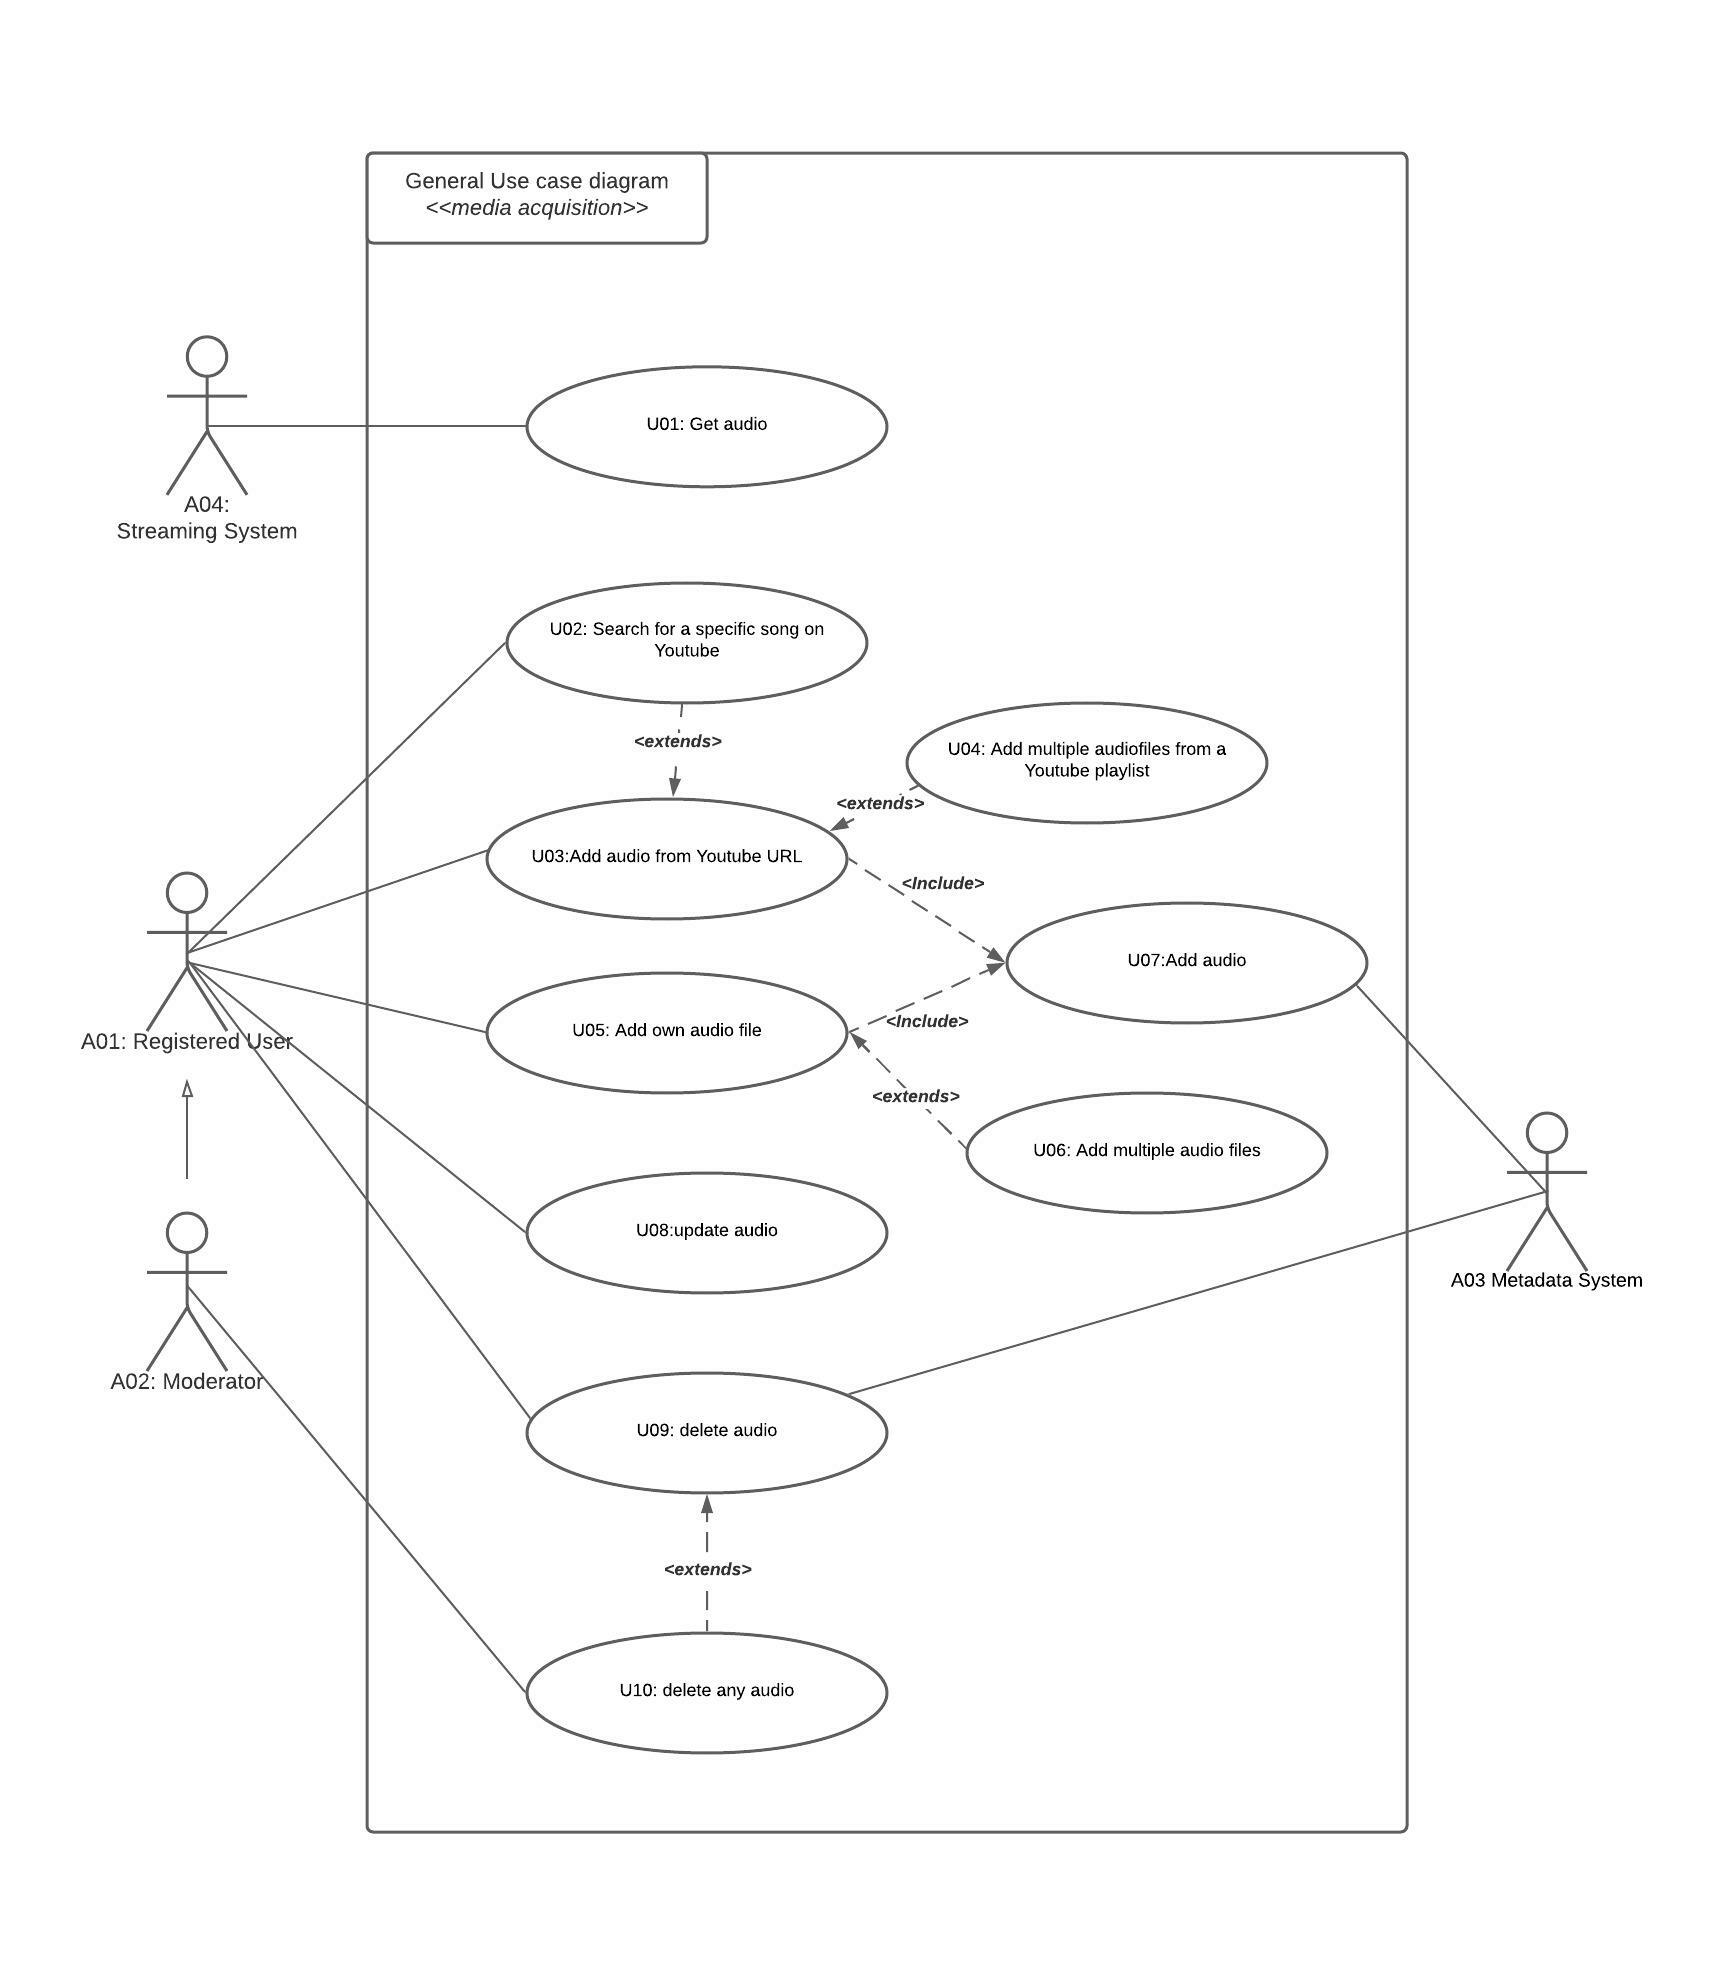 General Use case diagram
<<media acquisition>>
U01: Get audio
A04:
Streaming System
U02: Search for a specific song on
Youtube
<extends>
U04: Add multiple audiofiles from a
Youtube playlist
<extends>
U03:Add audio from Youtube URL
<Include>
U07:Add audio
U05: Add own audio file
<Include>
A01: Registered User
<extends>
U06: Add multiple audio files
U08:update audio
A03 Metadata System
A02: Moderator
U09: delete audio
<extends>
U10: delete any audio